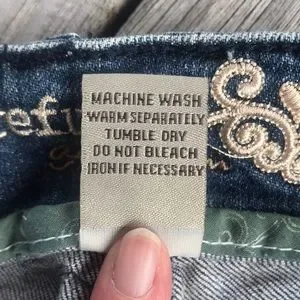 MACHINE WASH
WARM SEPARATELY
TUMBLE DRY
DO NOT BLEACH
IRON IF NECESSARY